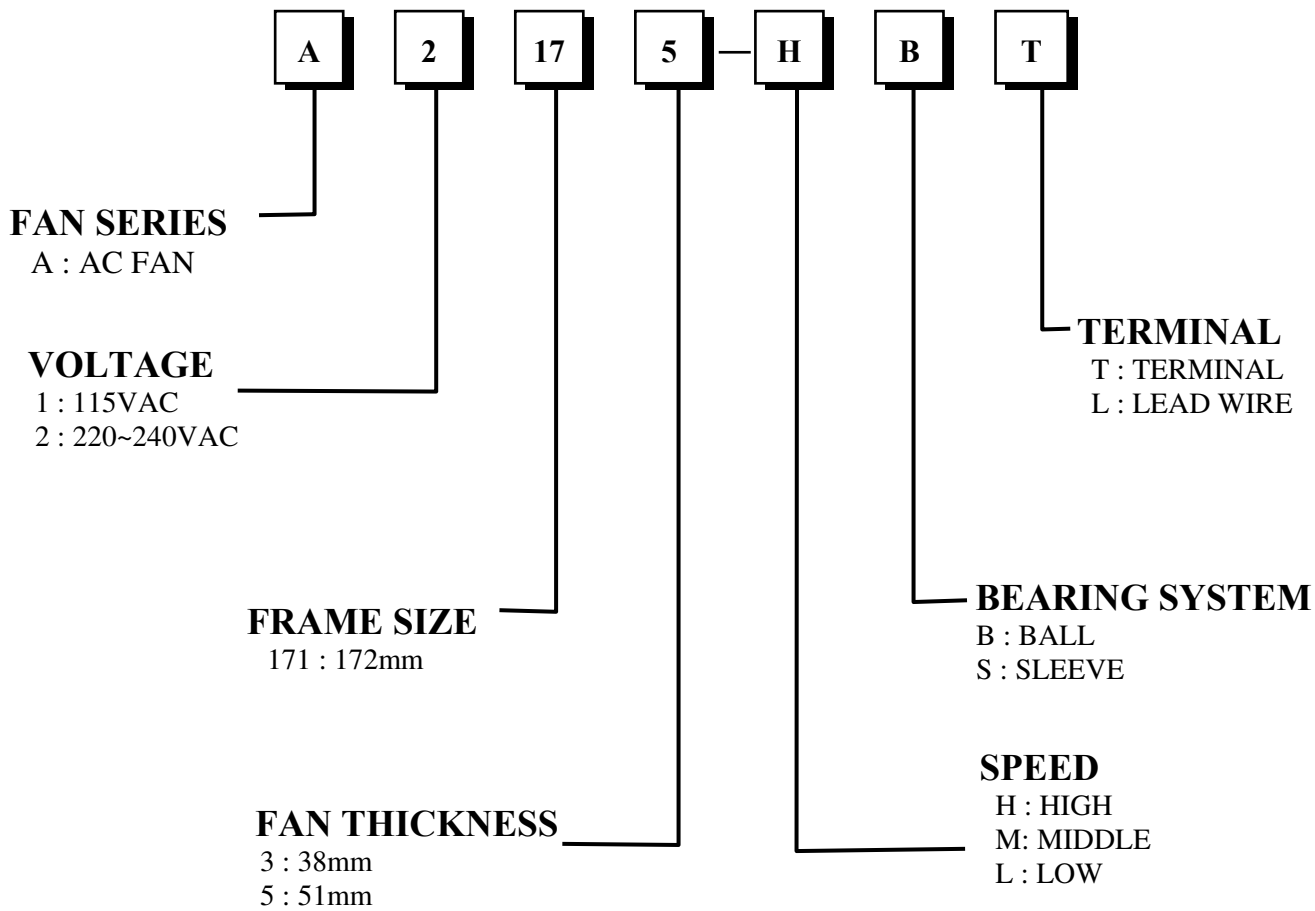 A 2 17 5 — H B T
FAN SERIES
A : AC FAN
VOLTAGE
1 : 115VAC
2 : 220~240VAC
FRAME SIZE
171 : 172mm
FAN THICKNESS
3 : 38mm
5 : 51mm
TERMINAL
T : TERMINAL
L : LEAD WIRE
BEARING SYSTEM
B : BALL
S : SLEEVE
SPEED
H : HIGH
M: MIDDLE
L : LOW